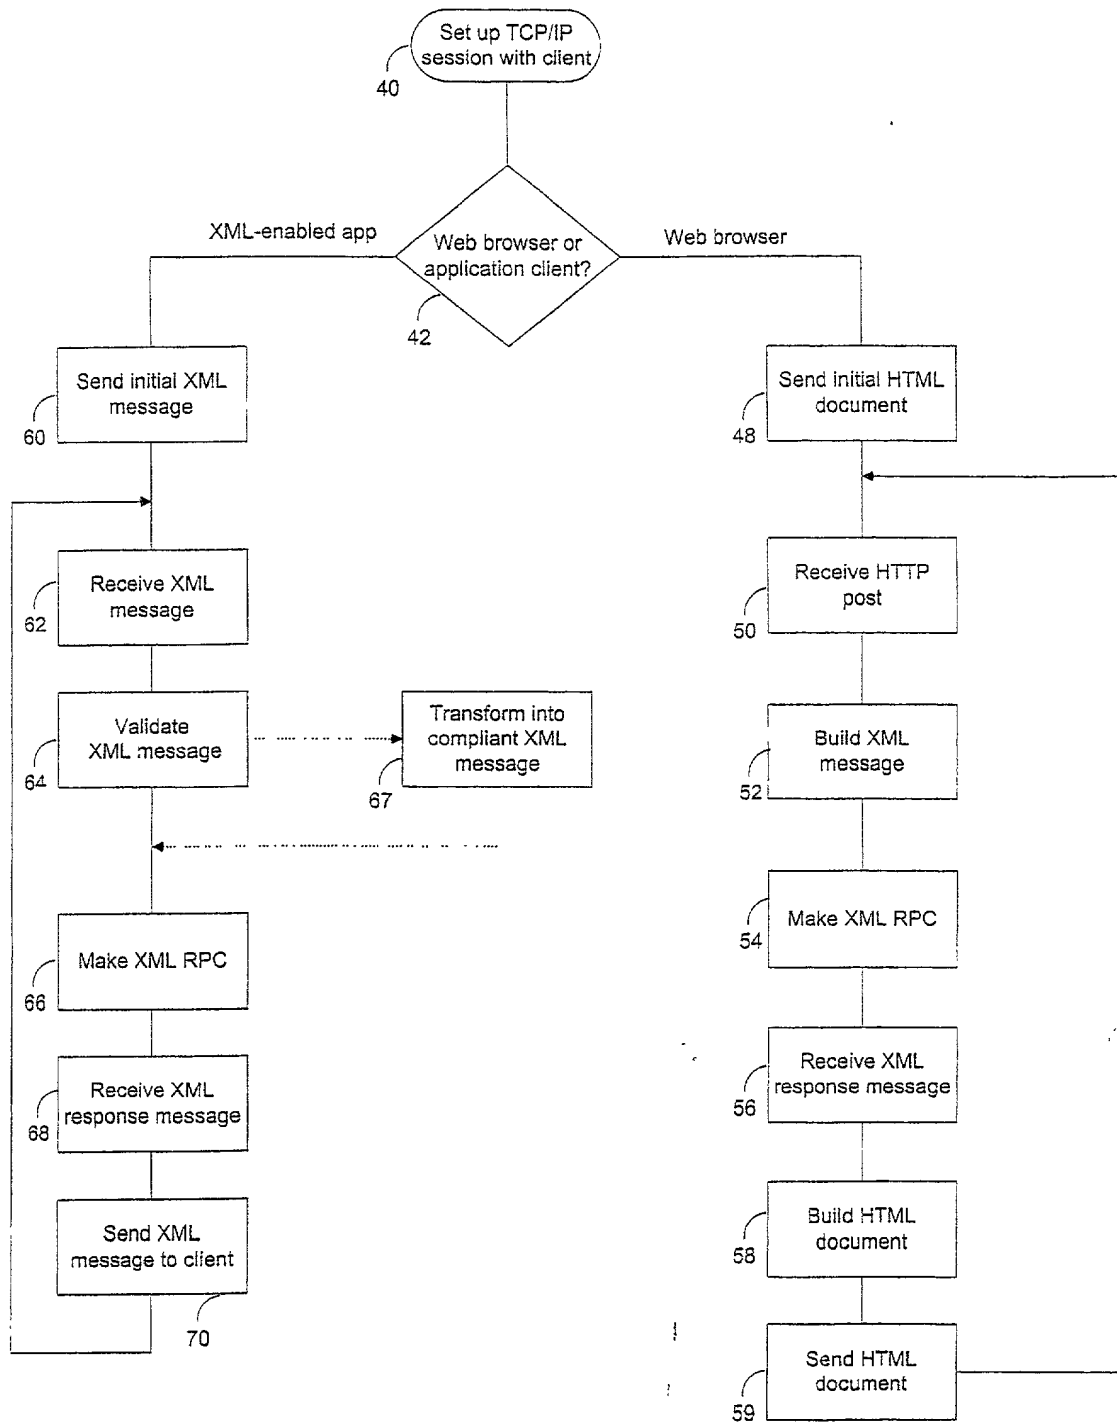 Set up TCP/IP
session with client
40
XML-enabled app
Web browser or
application client?
Web browser
42
Send initial XML
message
60
Send initial HTML
document
48
Receive XML
message
62
Receive HTTP
post
50
Validate
XML message
64
Transform into
compliant XML
message
67
Build XML
message
52
Make XML RPC
66
Make XML RPC
54
Receive XML
response message
68
Receive XML
response message
56
Send XML
message to client
70
Build HTML
document
58
Send HTML
document
59